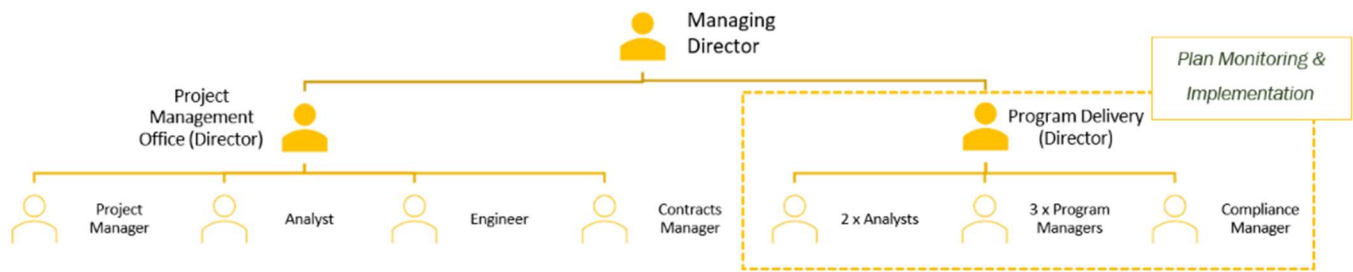 Managing
Director
Plan Monitoring &
Implementation
Project
Management
Office (Director)
Program Delivery
(Director)
Project
Manager
Analyst
Engineer
Contracts
Manager
2 x Analysts
3 x Program
Managers
Compliance
Manager